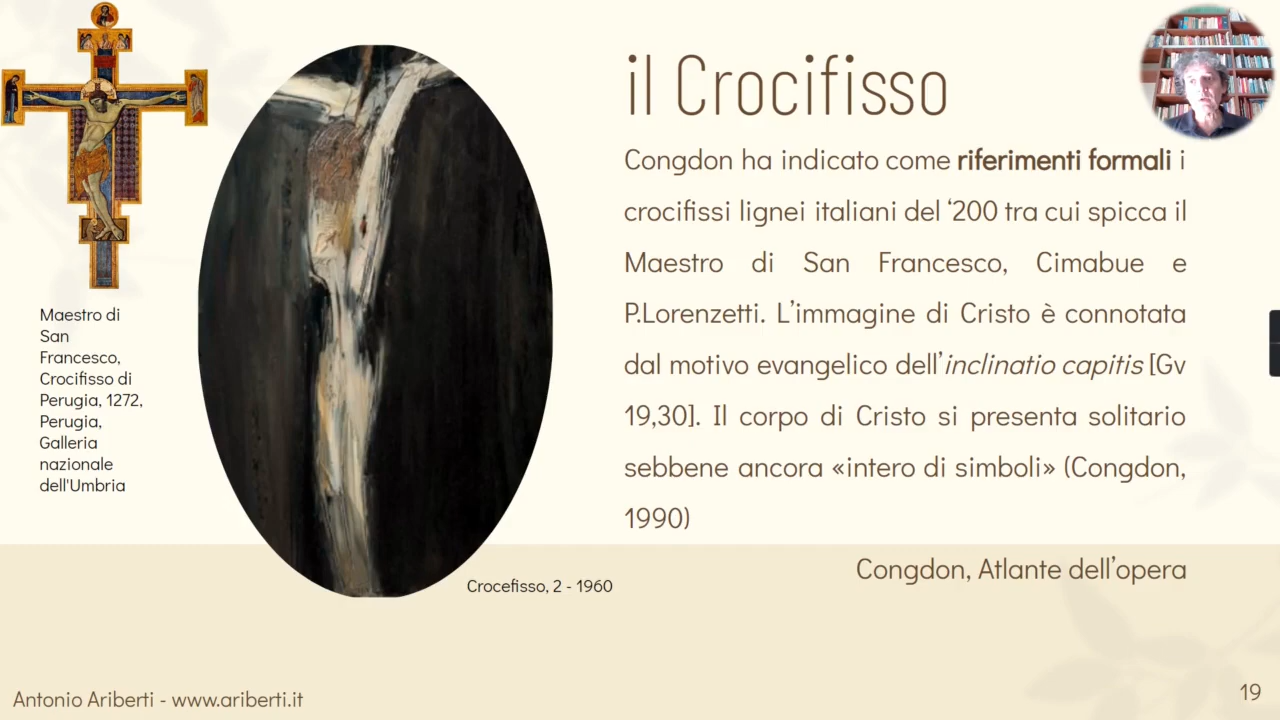 il Crocifisso
Congdon ha indicato come riferimenti formali i
crocifissi lignei italiani del ‘200 tra cui spicca il
Maestro di San Francesco, Cimabue e
P.Lorenzetti. L’immagine di Cristo è connotata
dal motivo evangelico dell’inclinatio capitis [Gv
19,30]. Il corpo di Cristo si presenta solitario
sebbene ancora «intero di simboli» (Congdon,
1990)
Congdon, Atlante dell’opera
Maestro di
San
Francesco,
Crocifisso di
Perugia, 1272,
Perugia,
Galleria
nazionale
dell'Umbria
Crocefisso, 2 - 1960
Antonio Ariberti - www.ariberti.it
19